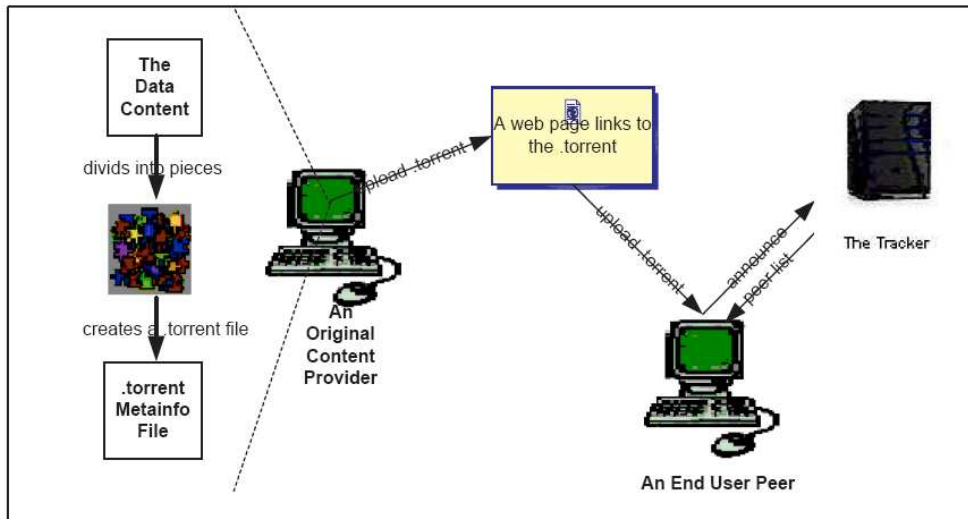 The
Data
Content
divids into pieces
creates a .torrent file
.torrent
Metainfo
File
An
Original
Content
Provider
pload .torrent
A web page links to
the .torrent
upload .torrent
announce
peer list
The Tracker
An End User Peer